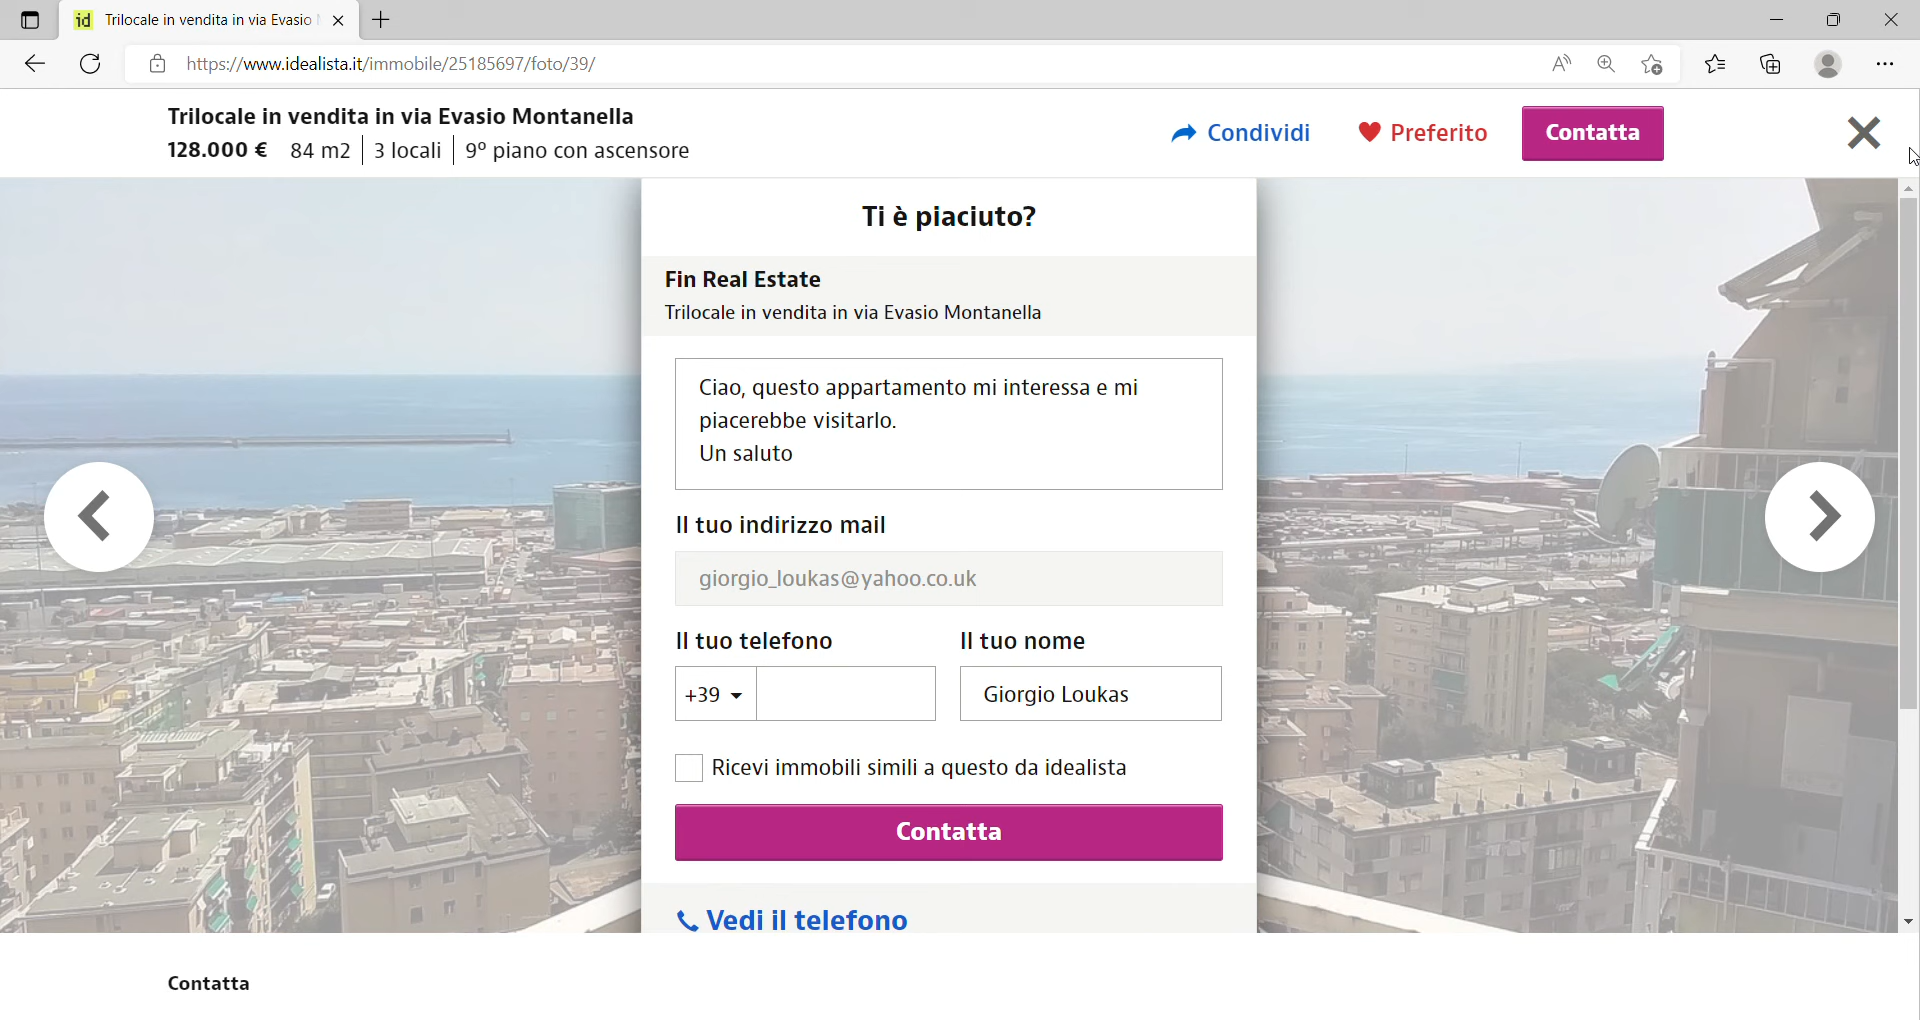 id Trilocale in vendita in via Evasio
https://www.idealista.it/immobile/25185697/foto/39/
Trilocale in vendita in via Evasio Montanella
128.000 € 84 m2 3 locali 9º piano con ascensore
Condividi
Preferito
Contatta
Ti è piaciuto?
Fin Real Estate
Trilocale in vendita in via Evasio Montanella
Ciao, questo appartamento mi interessa e mi
piacerebbe visitarlo.
Un saluto
Il tuo indirizzo mail
giorgio_loukas@yahoo.co.uk
Il tuo telefono
Il tuo nome
+39
Giorgio Loukas
Ricevi immobili simili a questo da idealista
Contatta
Vedi il telefono
Contatta